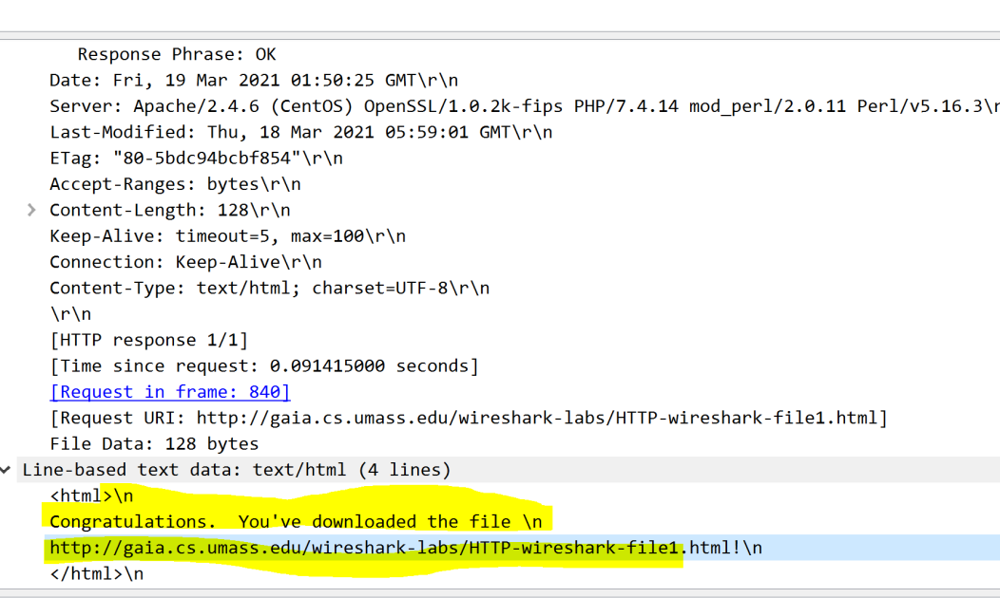 Response Phrase: OK
Date: Fri, 19 Mar 2021 01:50:25 GMT\r\n
Server: Apache/2.4.6 (CentOS) OpenSSL/1.0.2k-fips PHP/7.4.14 mod_perl/2.0.11 Perl/v5.16.3\r
Last-Modified: Thu, 18 Mar 2021 05:59:01 GMT\r\n
ETag: "80-5bdc94bcbf854"\r\n
Accept-Ranges: bytes\r\n
Content-Length: 128\r\n
Keep-Alive: timeout=5, max=100\r\n
Connection: Keep-Alive\r\n
Content-Type: text/html; charset=UTF-8\r\n
\r\n
[HTTP response 1/1]
[Time since request: 0.091415000 seconds]
[Request in frame: 840]
[Request URI: http://gaia.cs.umass.edu/wireshark-labs/HTTP-wireshark-file1.html]
File Data: 128 bytes
Line-based text data: text/html (4 lines)
<html>\n
Congratulations.  You've downloaded the file \n
http://gaia.cs.umass.edu/wireshark-labs/HTTP-wireshark-file1.html!\n
</html>\n